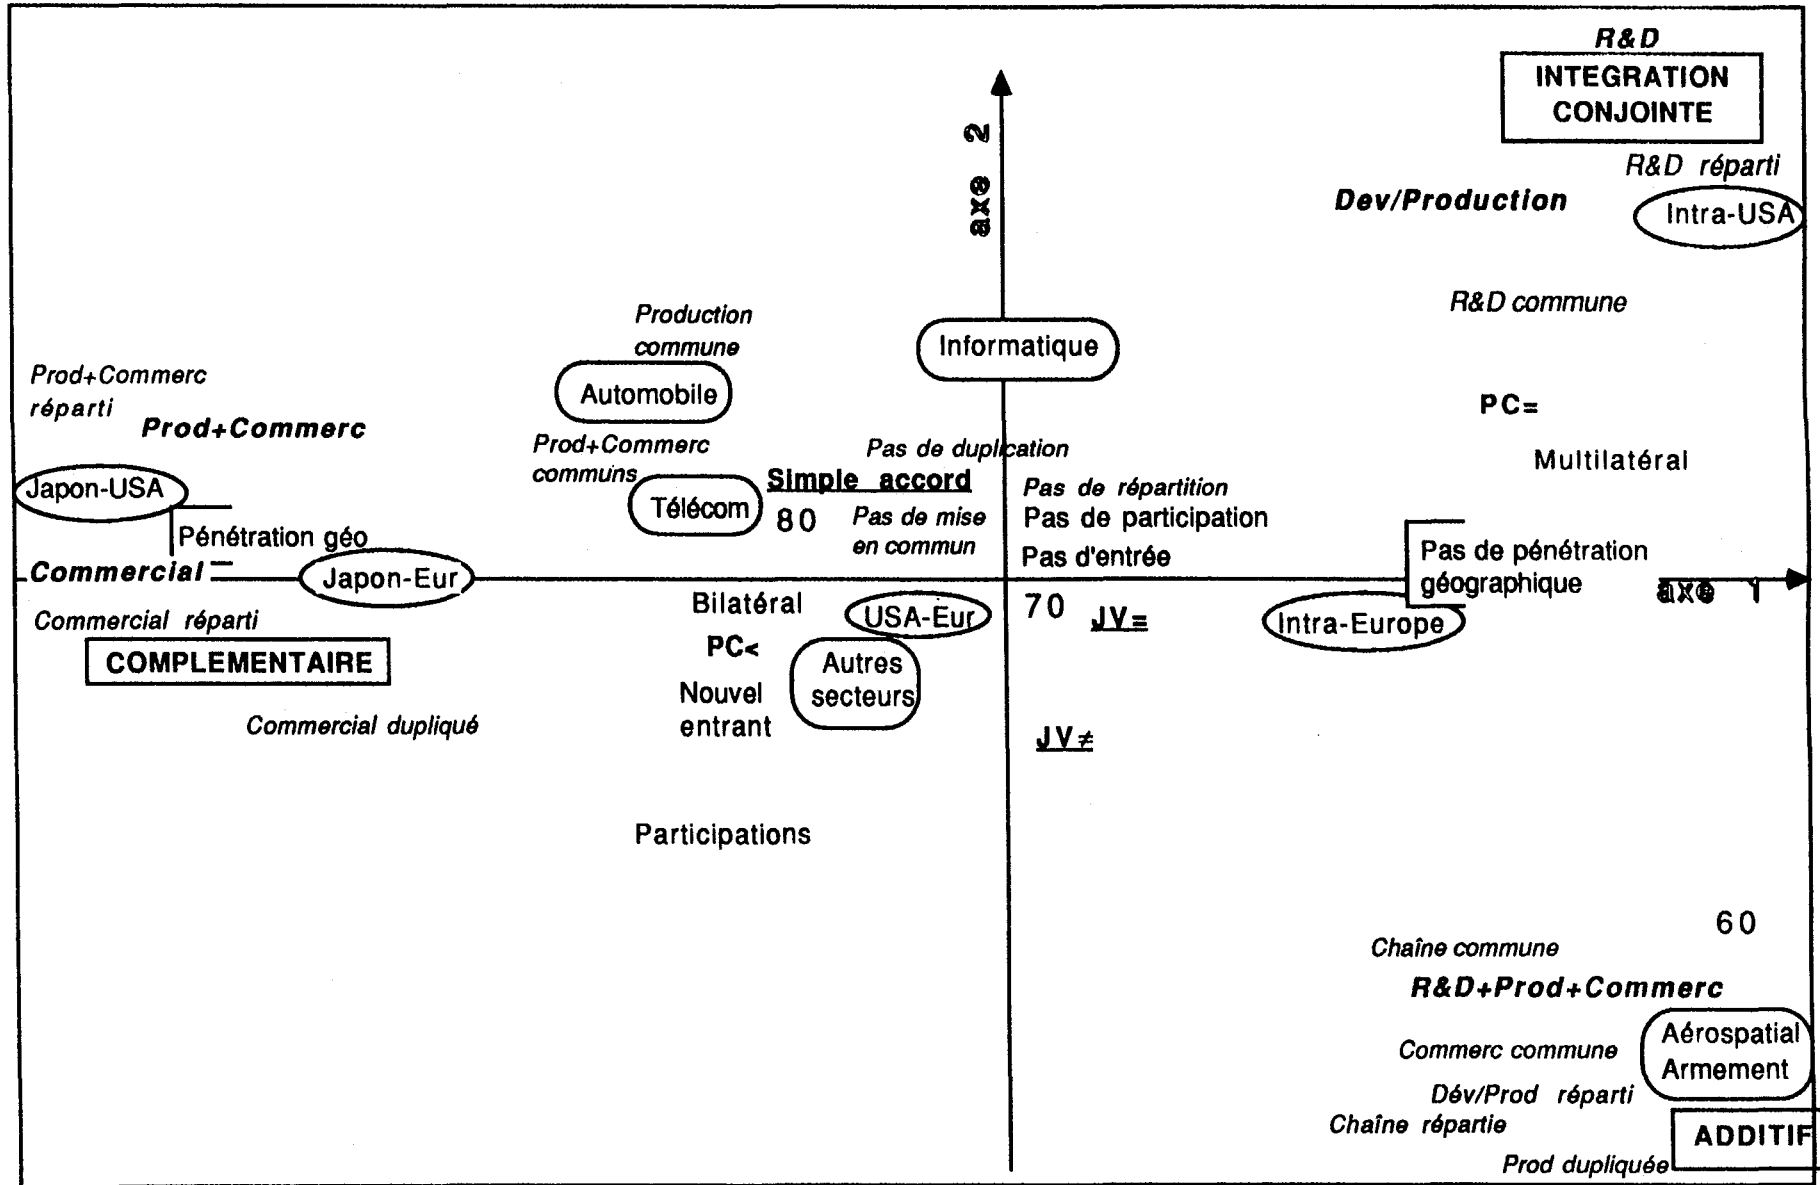 R&D
INTEGRATION
CONJOINTE
axe 2
R&D réparti
Dev/Production
Intra-USA
R&D commune
Production
commune
Informatique
Prod+Commerc
réparti
Automobile
PC=
Prod+Commerc
Prod+Commerc
communs
Pas de duplication
Multilatéral
Japon-USA
Simple accord
Pas de répartition
Télécom
80
Pas de mise
en commun
Pas de participation
Pénétration géo
Pas d'entrée
Pas de pénétration
géographique
Commercial
Japon-Eur
axe 1
Bilatéral
USA-Eur
70
JV=
Intra-Europe
Commercial réparti
COMPLEMENTAIRE
PC<
Autres
secteurs
Nouvel
entrant
Commercial dupliqué
JV≠
Participations
60
Chaîne commune
R&D+Prod+Commerc
Aérospatial
Armement
Commerc commune
Dév/Prod réparti
Chaîne répartie
ADDITIF
Prod dupliquée